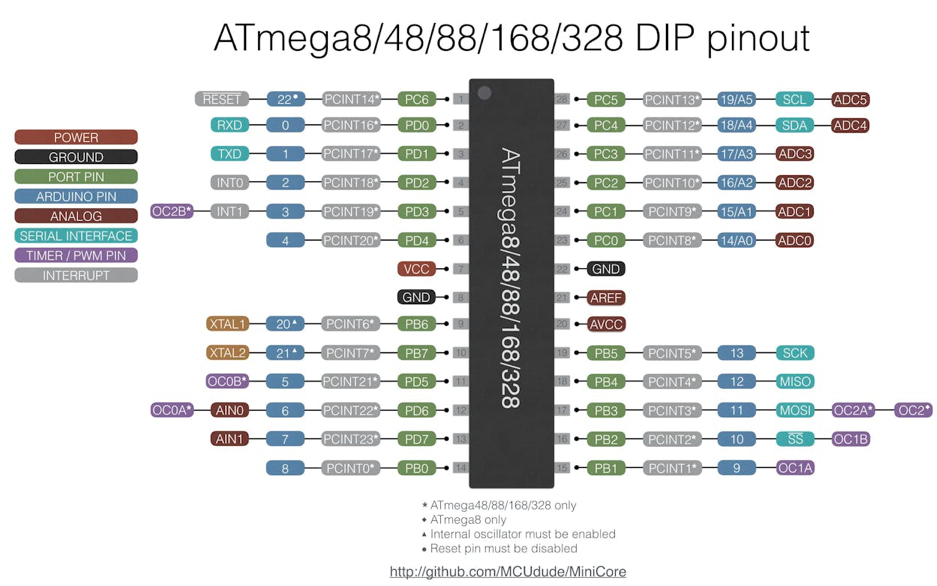 ATmega8/48/88/168/328 DIP pinout
POWER
GROUND
PORT PIN
ARDUINO PIN
ANALOG
SERIAL INTERFACE
TIMER / PWM PIN
INTERRUPT
RESET 22● PCINT14* PC6 1
RXD 0 PCINT16* PD0 2
TXD 1 PCINT17* PD1 3
INT0 2 PCINT18* PD2 4
OC2B* INT1 3 PCINT19* PD3 5
4 PCINT20* PD4 6
VCC 7
GND 8
XTAL1 20▲ PCINT6* PB6 9
XTAL2 21▲ PCINT7* PB7 10
OC0B* 5 PCINT21* PD5 11
OC0A* AIN0 6 PCINT22* PD6 12
AIN1 7 PCINT23* PD7 13
8 PCINT0* PB0 14
ATmega8/48/88/168/328
28 PC5 PCINT13* 19/A5 SCL ADC5
27 PC4 PCINT12* 18/A4 SDA ADC4
26 PC3 PCINT11* 17/A3 ADC3
25 PC2 PCINT10* 16/A2 ADC2
24 PC1 PCINT9* 15/A1 ADC1
23 PC0 PCINT8* 14/A0 ADC0
22 GND
21 AREF
20 AVCC
19 PB5 PCINT5* 13 SCK
18 PB4 PCINT4* 12 MISO
17 PB3 PCINT3* 11 MOSI OC2A* OC2♦
16 PB2 PCINT2* 10 SS OC1B
15 PB1 PCINT1* 9 OC1A
* ATmega48/88/168/328 only
♦ ATmega8 only
▲ Internal oscillator must be enabled
● Reset pin must be disabled
http://github.com/MCUdude/MiniCore